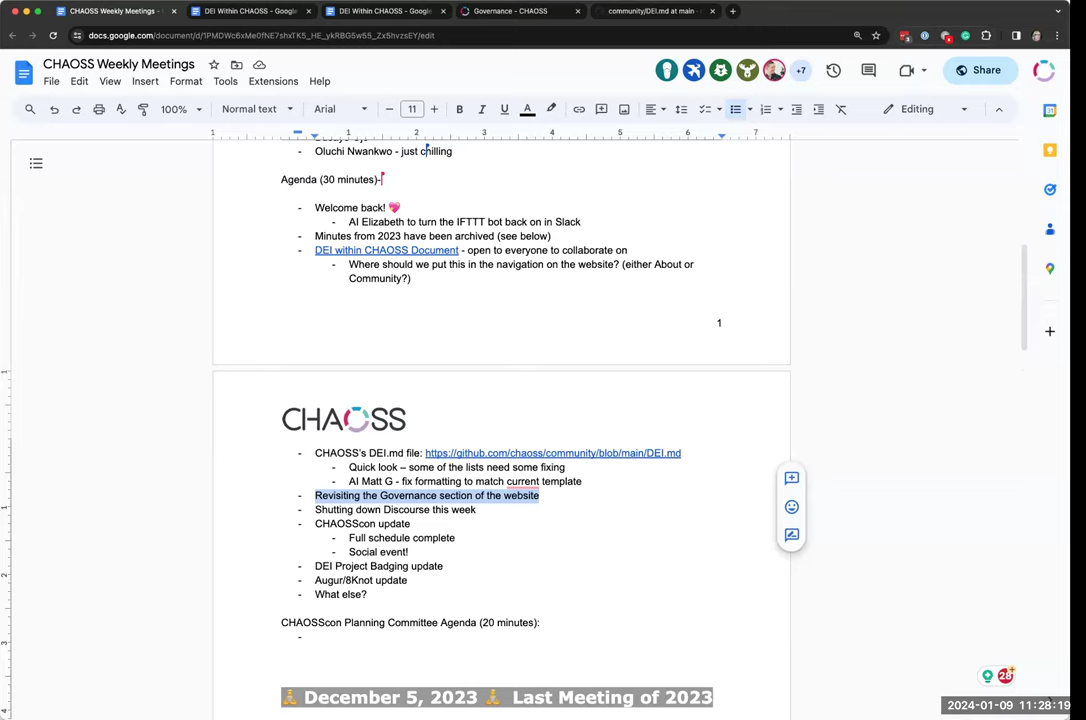 CHAOSS Weekly Meetings -
DEI Within CHAOSS - Google
DEI Within CHAOSS - Google
Governance - CHAOSS
community/DEI.md at main ·
docs.google.com/document/d/1PMDWc6xMe0fNE7shxTK5_HE_ykRBG5w55_Zx5hvzsEY/edit
CHAOSS Weekly Meetings
File Edit View Insert Format Tools Extensions Help
+7
Share
100%
Normal text
Arial
11
Editing
1 1 2 3 4 5 6 7
- Oluchi Nwankwo - just chilling
Agenda (30 minutes)-
- Welcome back! 💖
- AI Elizabeth to turn the IFTTT bot back on in Slack
- Minutes from 2023 have been archived (see below)
- DEI within CHAOSS Document - open to everyone to collaborate on
- Where should we put this in the navigation on the website? (either About or
Community?)
1
CHAOSS
- CHAOSS's DEI.md file: https://github.com/chaoss/community/blob/main/DEI.md
- Quick look – some of the lists need some fixing
- AI Matt G - fix formatting to match current template
- Revisiting the Governance section of the website
- Shutting down Discourse this week
- CHAOSScon update
- Full schedule complete
- Social event!
- DEI Project Badging update
- Augur/8Knot update
- What else?
CHAOSScon Planning Committee Agenda (20 minutes):
-
December 5, 2023 Last Meeting of 2023
28
2024-01-09 11:28:19